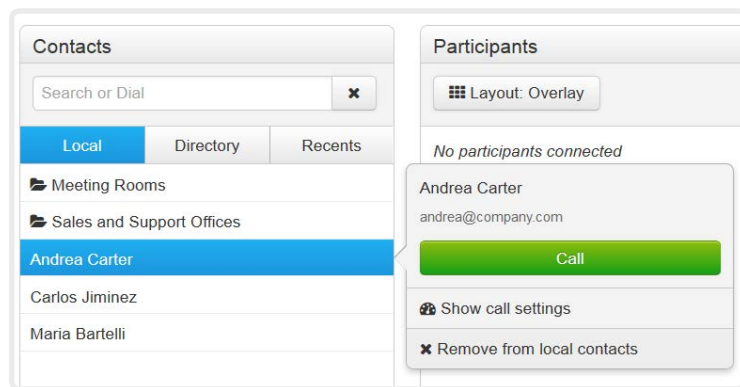 Contacts
Search or Dial
Local Directory Recents
Meeting Rooms
Sales and Support Offices
Andrea Carter
Carlos Jiminez
Maria Bartelli
Participants
Layout: Overlay
No participants connected
Andrea Carter
andrea@company.com
Call
Show call settings
Remove from local contacts